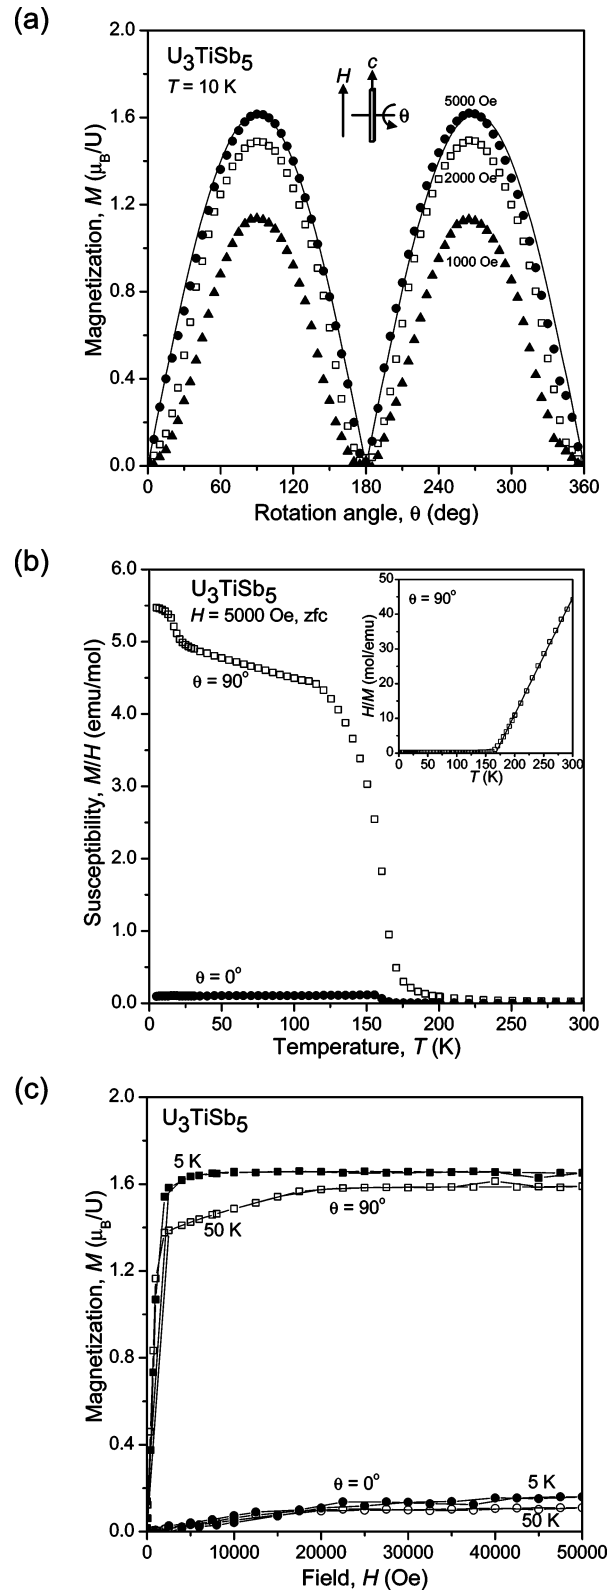 (a)
2.0
1.6
1.2
0.8
0.4
0.0
Magnetization, M (μB/U)
U3TiSb5
T = 10 K
H
c
θ
5000 Oe
2000 Oe
1000 Oe
0 60 120 180 240 300 360
Rotation angle, θ (deg)
(b)
6.0
5.0
4.0
3.0
2.0
1.0
0.0
Susceptibility, M/H (emu/mol)
U3TiSb5
H = 5000 Oe, zfc
θ = 90°
θ = 0°
50
40
30
20
10
0
H/M (mol/emu)
θ = 90°
0 50 100 150 200 250 300
T (K)
0 50 100 150 200 250 300
Temperature, T (K)
(c)
2.0
1.6
1.2
0.8
0.4
0.0
Magnetization, M (μB/U)
U3TiSb5
5 K
θ = 90°
50 K
θ = 0°
5 K
50 K
0 10000 20000 30000 40000 50000
Field, H (Oe)